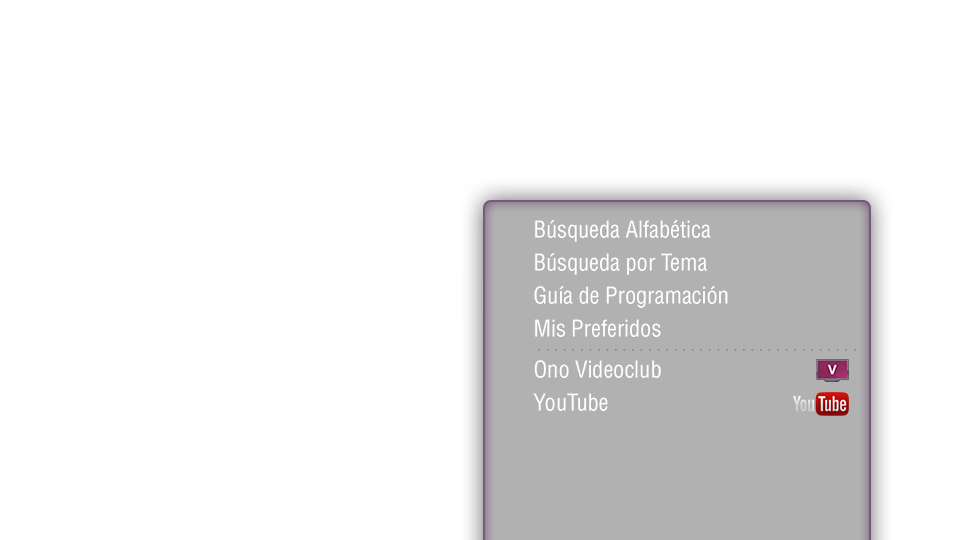 Búsqueda Alfabética
Búsqueda por Tema
Guía de Programación
Mis Preferidos
Ono Videoclub V
YouTube YouTube